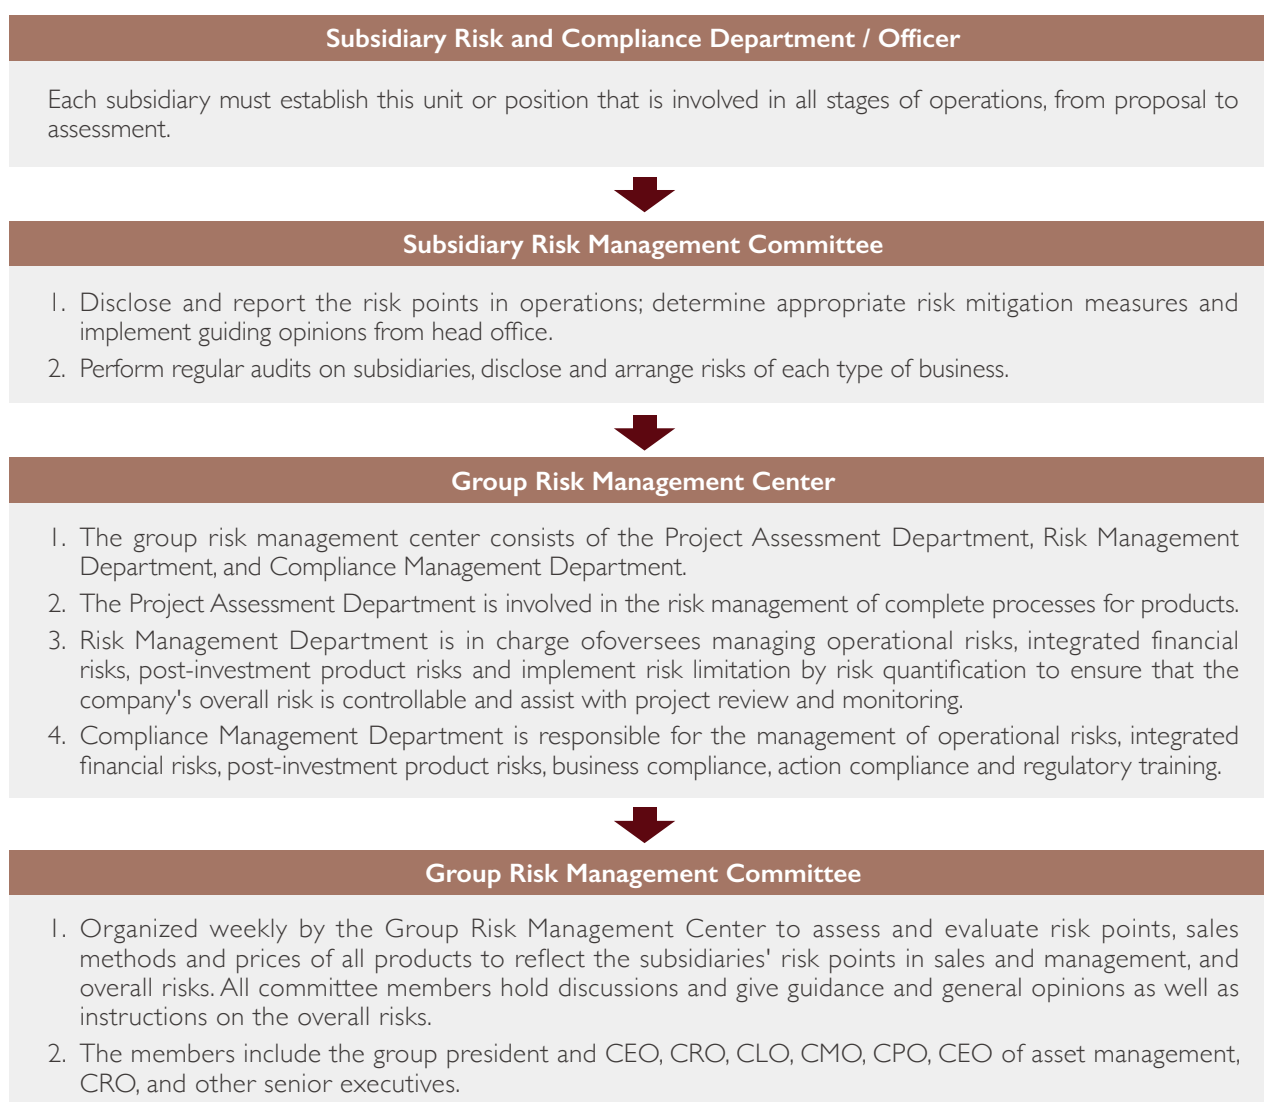 Subsidiary Risk and Compliance Department / Officer
Each subsidiary must establish this unit or position that is involved in all stages of operations, from proposal to
assessment.
Subsidiary Risk Management Committee
1. Disclose and report the risk points in operations; determine appropriate risk mitigation measures and
implement guiding opinions from head office.
2. Perform regular audits on subsidiaries, disclose and arrange risks of each type of business.
Group Risk Management Center
1. The group risk management center consists of the Project Assessment Department, Risk Management
Department, and Compliance Management Department.
2. The Project Assessment Department is involved in the risk management of complete processes for products.
3. Risk Management Department is in charge ofoversees managing operational risks, integrated financial
risks, post-investment product risks and implement risk limitation by risk quantification to ensure that the
company's overall risk is controllable and assist with project review and monitoring.
4. Compliance Management Department is responsible for the management of operational risks, integrated
financial risks, post-investment product risks, business compliance, action compliance and regulatory training.
Group Risk Management Committee
1. Organized weekly by the Group Risk Management Center to assess and evaluate risk points, sales
methods and prices of all products to reflect the subsidiaries' risk points in sales and management, and
overall risks. All committee members hold discussions and give guidance and general opinions as well as
instructions on the overall risks.
2. The members include the group president and CEO, CRO, CLO, CMO, CPO, CEO of asset management,
CRO, and other senior executives.